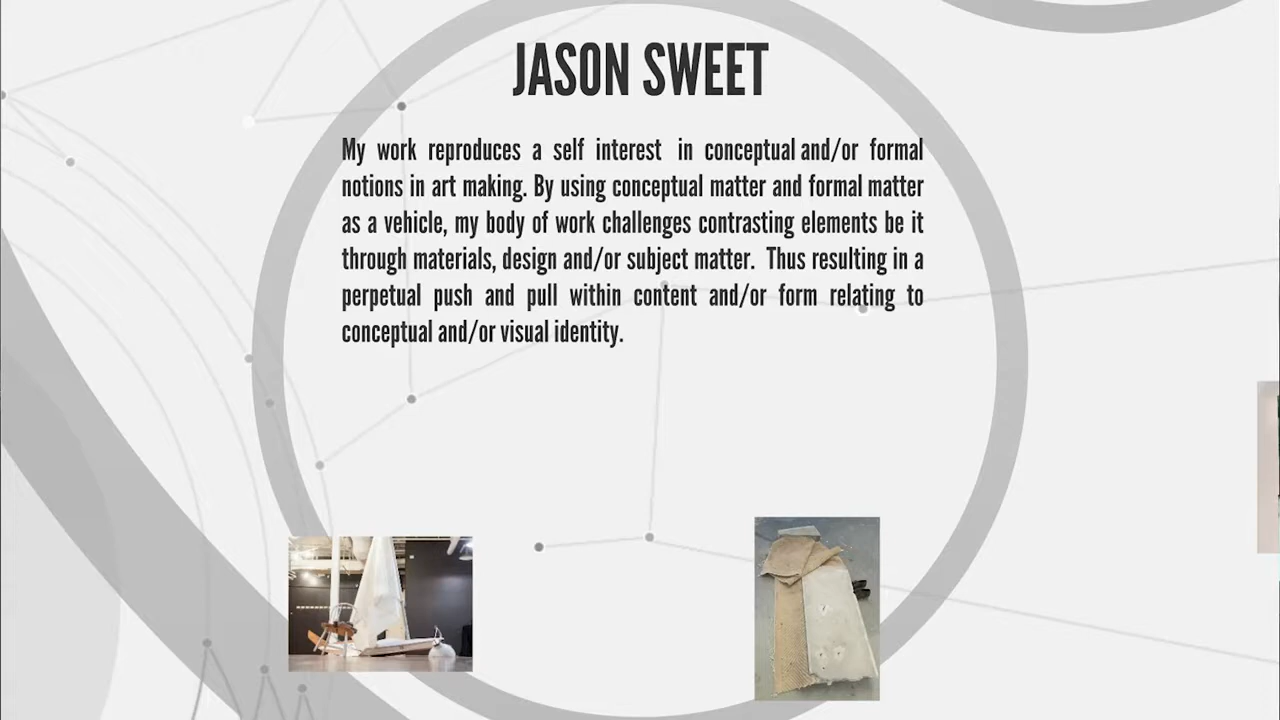 JASON SWEET
My work reproduces a self interest in conceptual and/or formal
notions in art making. By using conceptual matter and formal matter
as a vehicle, my body of work challenges contrasting elements be it
through materials, design and/or subject matter. Thus resulting in a
perpetual push and pull within content and/or form relating to
conceptual and/or visual identity.